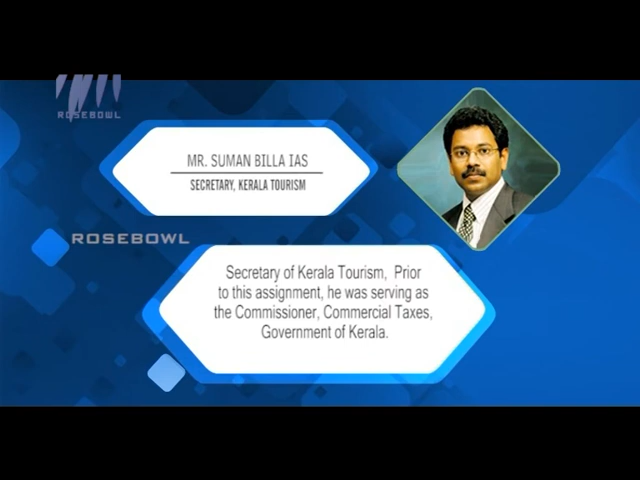 ROSEBOWL
MR. SUMAN BILLA IAS
SECRETARY, KERALA TOURISM
ROSEBOWL
Secretary of Kerala Tourism, Prior
to this assignment, he was serving as
the Commissioner, Commercial Taxes,
Government of Kerala.